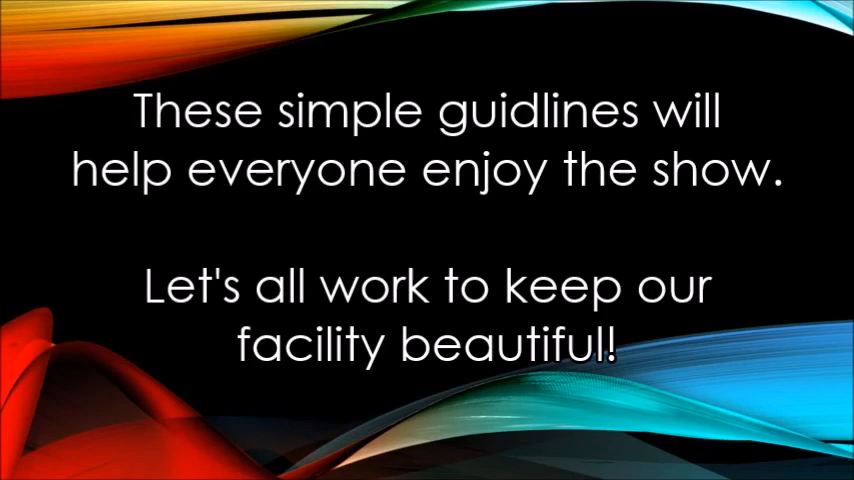 These simple guidlines will
help everyone enjoy the show.
Let's all work to keep our
facility beautiful!